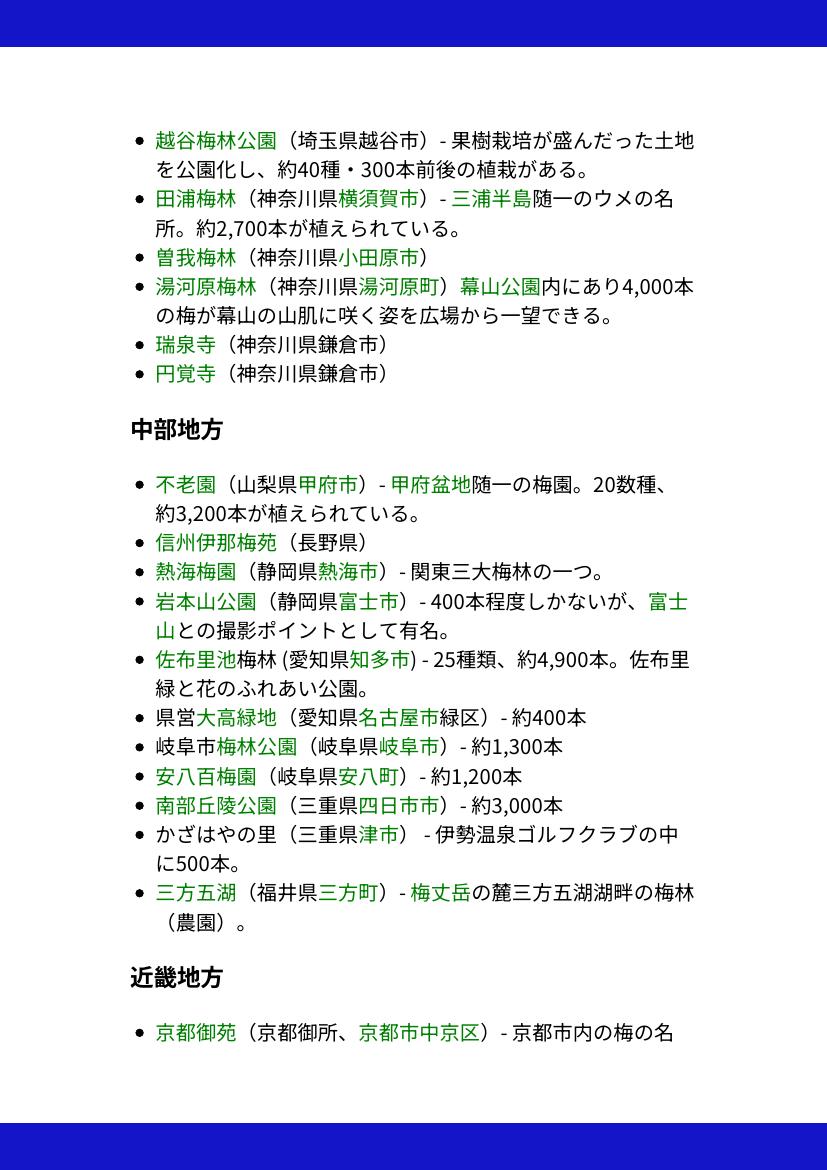 越谷梅林公園（埼玉県越谷市）- 果樹栽培が盛んだった土地
を公園化し、約40種・300本前後の植栽がある。
田浦梅林（神奈川県横須賀市）- 三浦半島随一のウメの名
所。約2,700本が植えられている。
曽我梅林（神奈川県小田原市）
湯河原梅林（神奈川県湯河原町）幕山公園内にあり4,000本
の梅が幕山の山肌に咲く姿を広場から一望できる。
瑞泉寺（神奈川県鎌倉市）
円覚寺（神奈川県鎌倉市）
中部地方
不老園（山梨県甲府市）- 甲府盆地随一の梅園。20数種、
約3,200本が植えられている。
信州伊那梅苑（長野県）
熱海梅園（静岡県熱海市）- 関東三大梅林の一つ。
岩本山公園（静岡県富士市）- 400本程度しかないが、富士
山との撮影ポイントとして有名。
佐布里池梅林 (愛知県知多市) - 25種類、約4,900本。佐布里
緑と花のふれあい公園。
県営大高緑地（愛知県名古屋市緑区）- 約400本
岐阜市梅林公園（岐阜県岐阜市）- 約1,300本
安八百梅園（岐阜県安八町）- 約1,200本
南部丘陵公園（三重県四日市市）- 約3,000本
かざはやの里（三重県津市） - 伊勢温泉ゴルフクラブの中
に500本。
三方五湖（福井県三方町）- 梅丈岳の麓三方五湖湖畔の梅林
（農園）。
近畿地方
京都御苑（京都御所、京都市中京区）- 京都市内の梅の名